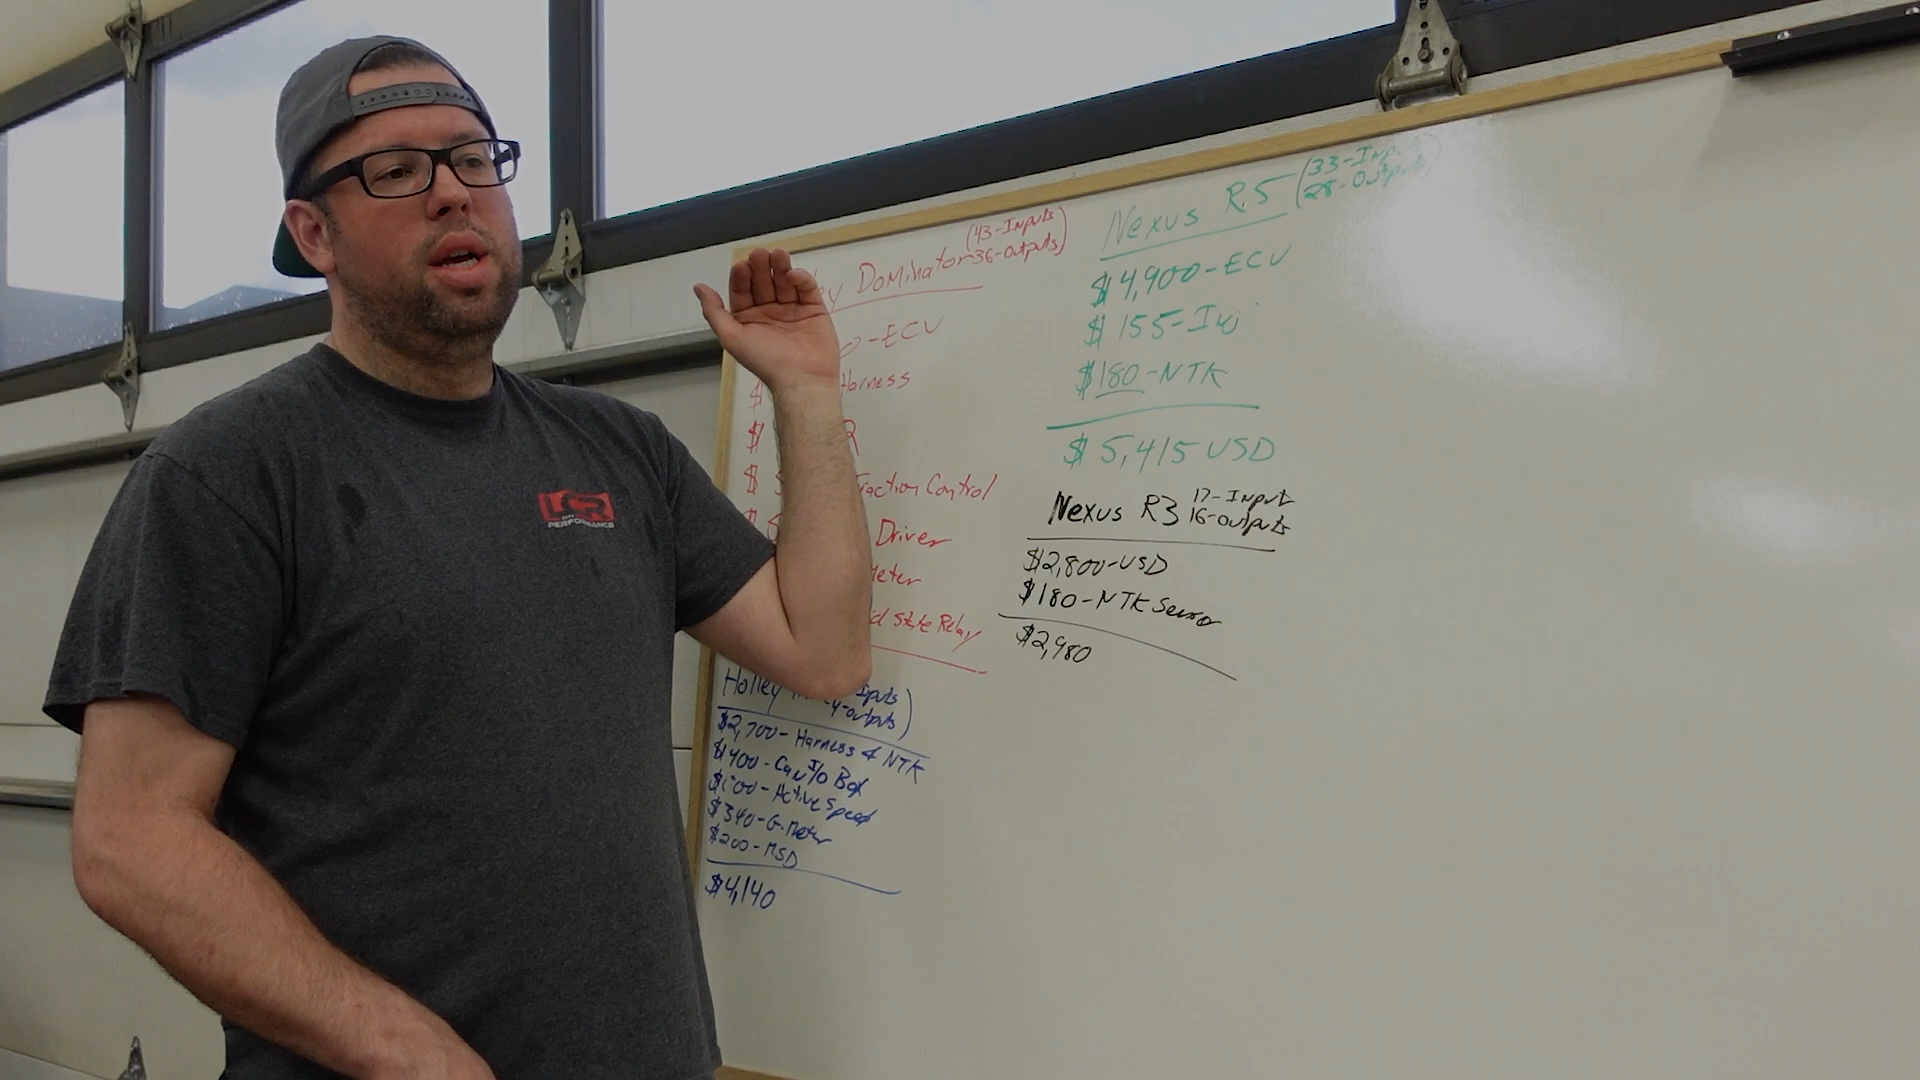 Dominator
(43-Inputs
36-outputs)
-ECU
Harness
$
$
Traction Control
Driver
Meter
State Relay
Holley
Inputs
4-outputs)
$2,700- Harness & NTK
$400-Can I/O Box
Active Speed
$340-G.Meter
$200-MSD
$4,140
Nexus R5
(33-Inputs
28-Outputs)
$4,900-ECU
$155-Inj
$180-NTK
$5,415 USD
Nexus R3
17-Input
16-outputs
$2,800-USD
$180-NTK Sensor
$2,980
LCR
PERFORMANCE